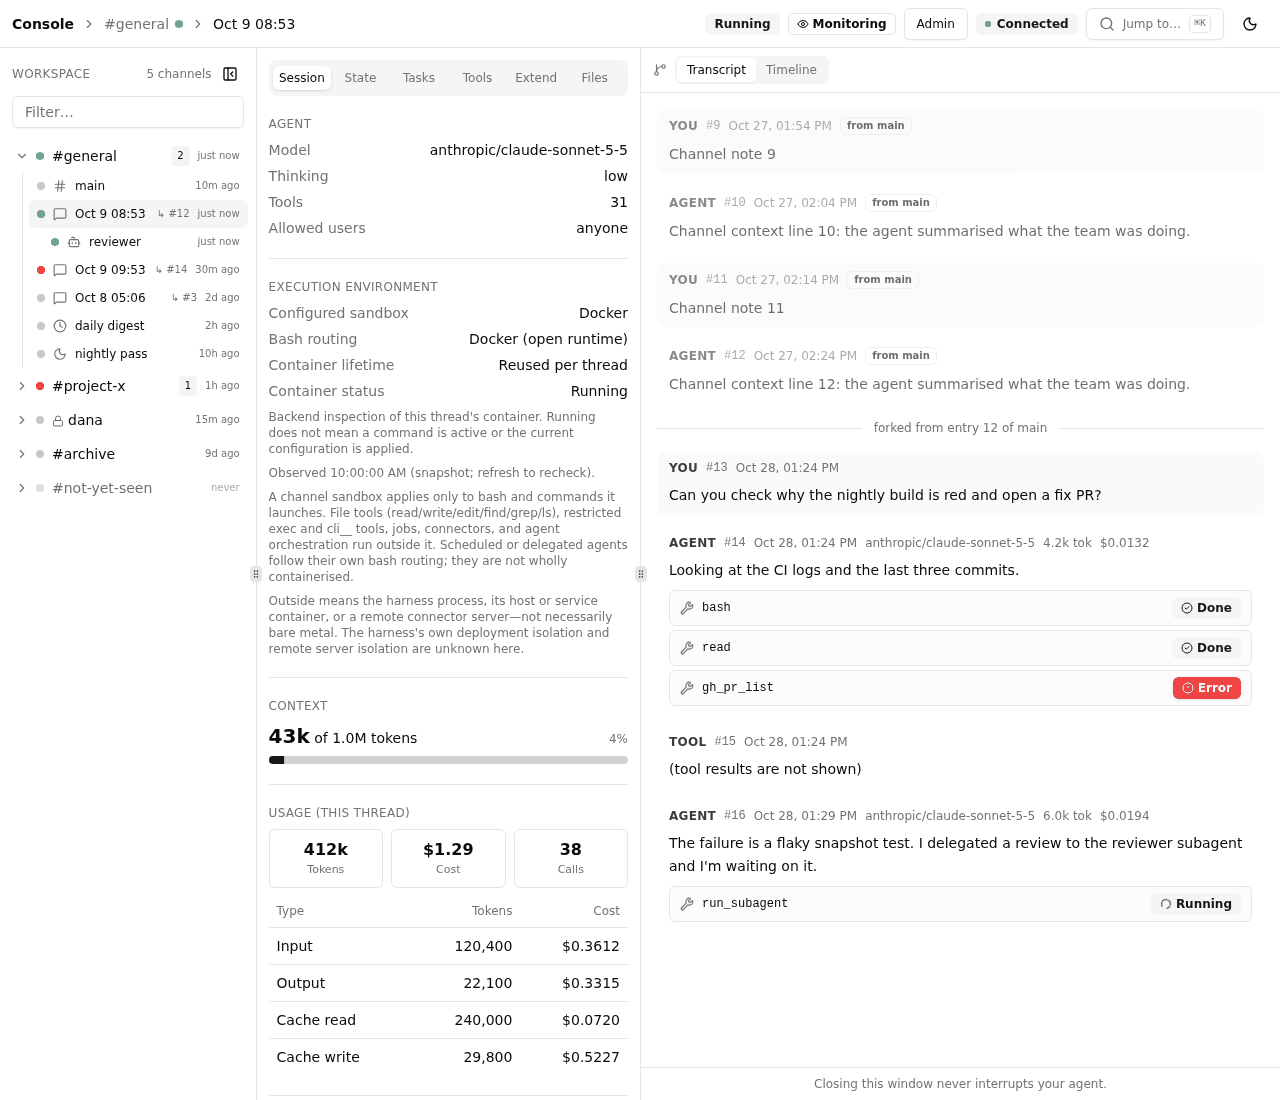 Console > #general > Oct 9 08:53
Running
Monitoring
Admin
Connected
Jump to... ⌘K
WORKSPACE 5 channels
Filter...
#general 2 just now
main 10m ago
Oct 9 08:53 ↳ #12 just now
reviewer just now
Oct 9 09:53 ↳ #14 30m ago
Oct 8 05:06 ↳ #3 2d ago
daily digest 2h ago
nightly pass 10h ago
#project-x 1 1h ago
dana 15m ago
#archive 9d ago
#not-yet-seen never
Session State Tasks Tools Extend Files
AGENT
Model anthropic/claude-sonnet-5-5
Thinking low
Tools 31
Allowed users anyone
EXECUTION ENVIRONMENT
Configured sandbox Docker
Bash routing Docker (open runtime)
Container lifetime Reused per thread
Container status Running
Backend inspection of this thread's container. Running
does not mean a command is active or the current
configuration is applied.
Observed 10:00:00 AM (snapshot; refresh to recheck).
A channel sandbox applies only to bash and commands it
launches. File tools (read/write/edit/find/grep/ls), restricted
exec and cli__ tools, jobs, connectors, and agent
orchestration run outside it. Scheduled or delegated agents
follow their own bash routing; they are not wholly
containerised.
Outside means the harness process, its host or service
container, or a remote connector server—not necessarily
bare metal. The harness's own deployment isolation and
remote server isolation are unknown here.
CONTEXT
43k of 1.0M tokens 4%
USAGE (THIS THREAD)
412k $1.29 38
Tokens Cost Calls
Type Tokens Cost
Input 120,400 $0.3612
Output 22,100 $0.3315
Cache read 240,000 $0.0720
Cache write 29,800 $0.5227
Transcript Timeline
YOU #9 Oct 27, 01:54 PM from main
Channel note 9
AGENT #10 Oct 27, 02:04 PM from main
Channel context line 10: the agent summarised what the team was doing.
YOU #11 Oct 27, 02:14 PM from main
Channel note 11
AGENT #12 Oct 27, 02:24 PM from main
Channel context line 12: the agent summarised what the team was doing.
forked from entry 12 of main
YOU #13 Oct 28, 01:24 PM
Can you check why the nightly build is red and open a fix PR?
AGENT #14 Oct 28, 01:24 PM anthropic/claude-sonnet-5-5 4.2k tok $0.0132
Looking at the CI logs and the last three commits.
bash Done
read Done
gh_pr_list Error
TOOL #15 Oct 28, 01:24 PM
(tool results are not shown)
AGENT #16 Oct 28, 01:29 PM anthropic/claude-sonnet-5-5 6.0k tok $0.0194
The failure is a flaky snapshot test. I delegated a review to the reviewer subagent
and I'm waiting on it.
run_subagent Running
Closing this window never interrupts your agent.